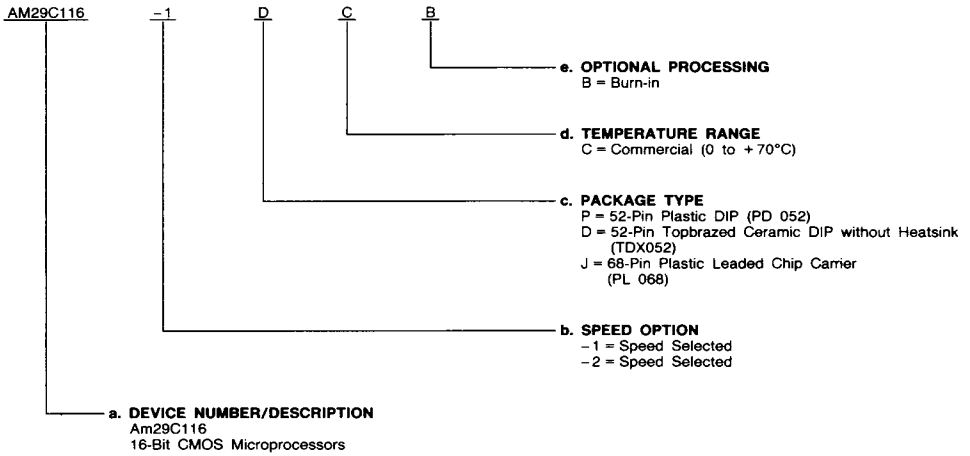 AM29C116 -1 D C B
e. OPTIONAL PROCESSING
B = Burn-in
d. TEMPERATURE RANGE
C = Commercial (0 to +70°C)
c. PACKAGE TYPE
P = 52-Pin Plastic DIP (PD 052)
D = 52-Pin Topbrazed Ceramic DIP without Heatsink
(TDX052)
J = 68-Pin Plastic Leaded Chip Carrier
(PL 068)
b. SPEED OPTION
-1 = Speed Selected
-2 = Speed Selected
a. DEVICE NUMBER/DESCRIPTION
Am29C116
16-Bit CMOS Microprocessors